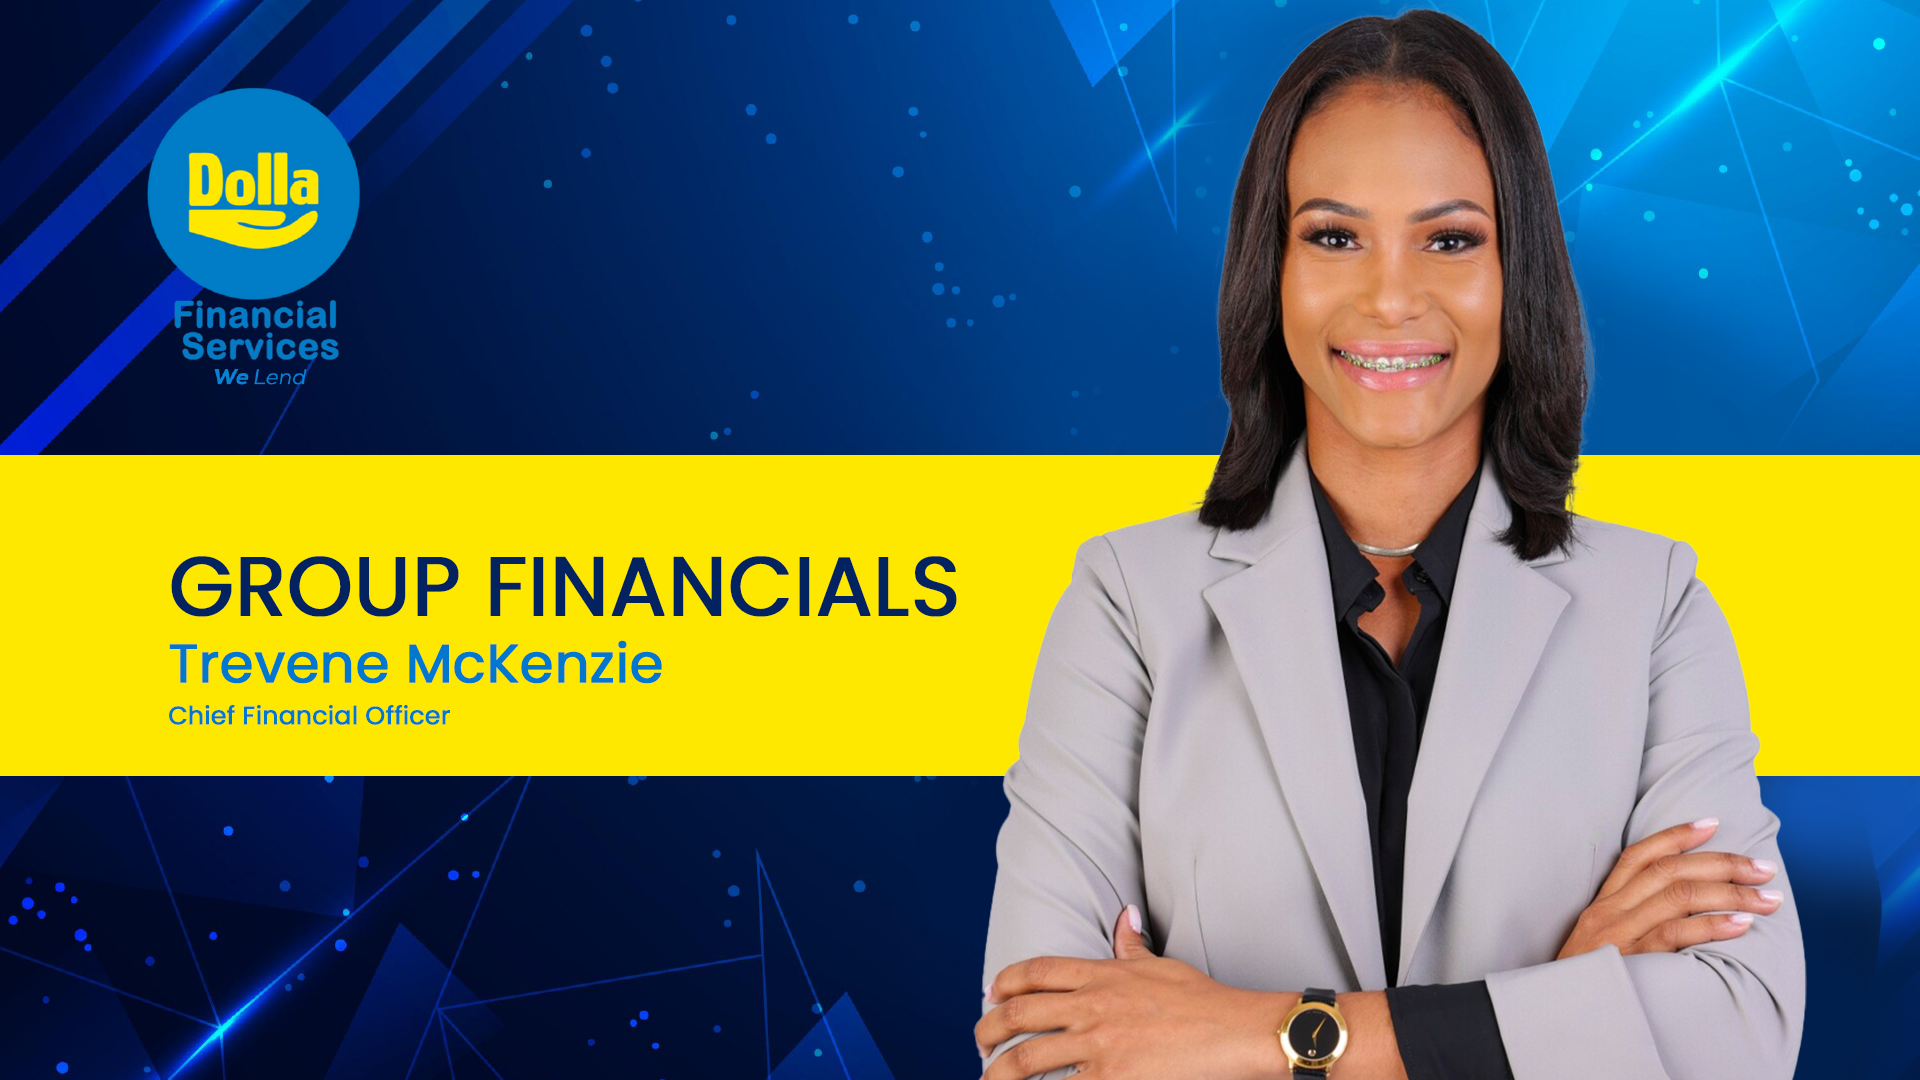 Dolla
Financial
Services
We Lend
GROUP FINANCIALS
Trevene McKenzie
Chief Financial Officer